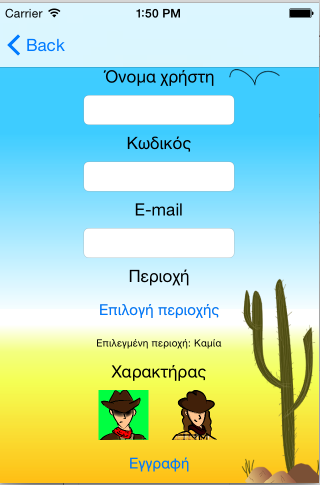 Carrier 1:50 PM
Back
Όνομα χρήστη
Κωδικός
E-mail
Περιοχή
Επιλογή περιοχής
Επιλεγμένη περιοχή: Καμία
Χαρακτήρας
Εγγραφή